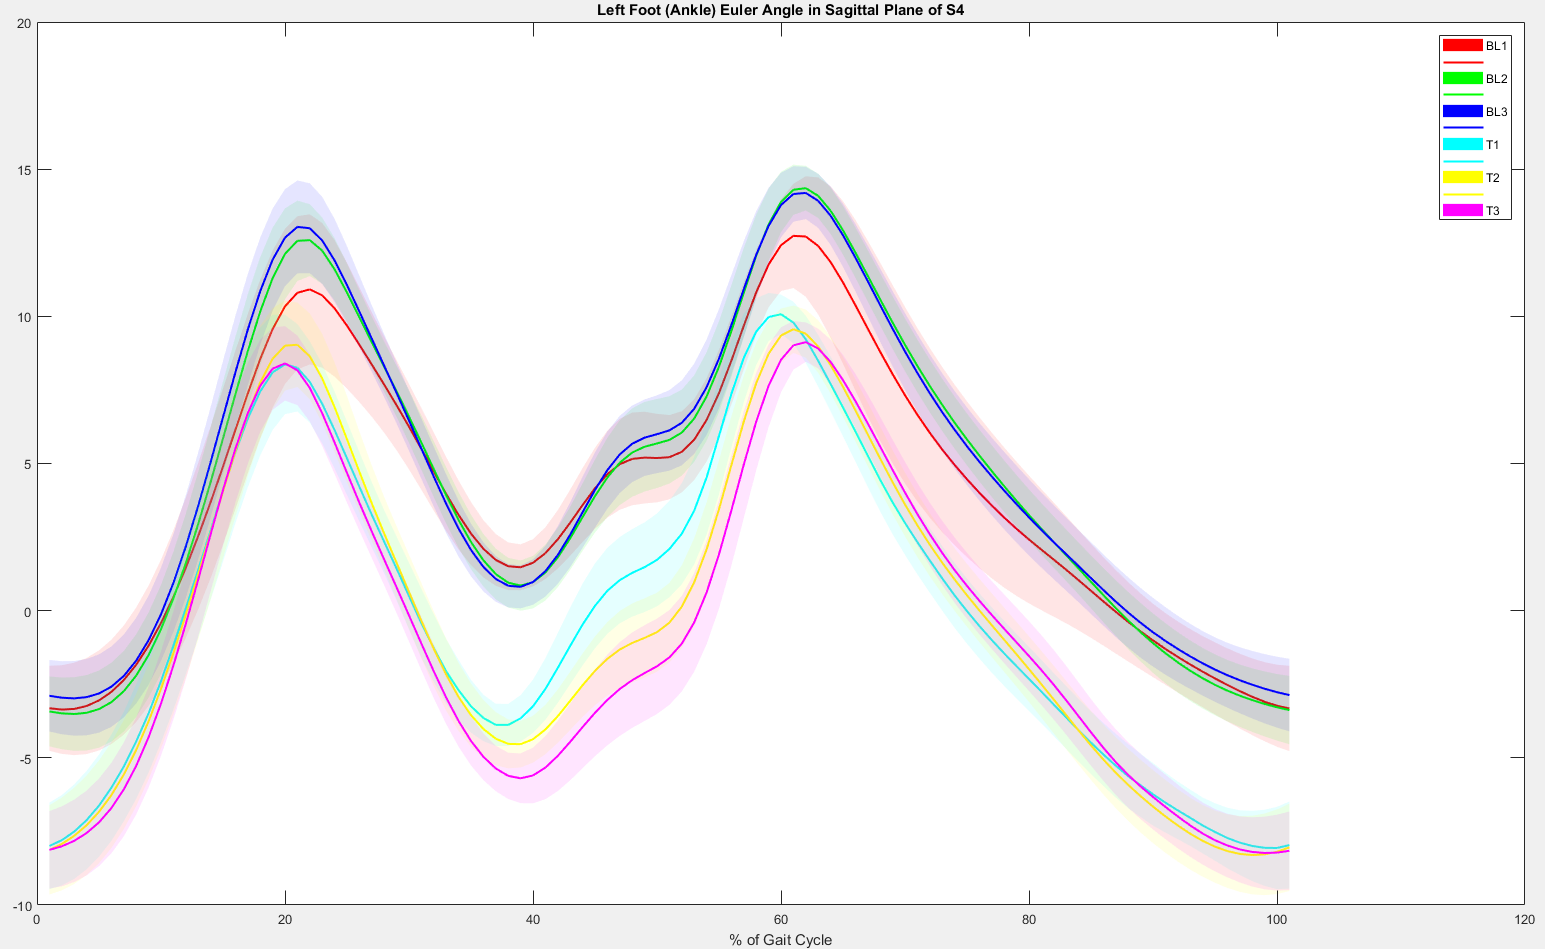 Left Foot (Ankle) Euler Angle in Sagittal Plane of S4
20
15
10
5
0
-5
-10
0 20 40 60 80 100 120
% of Gait Cycle
BL1
BL2
BL3
T1
T2
T3